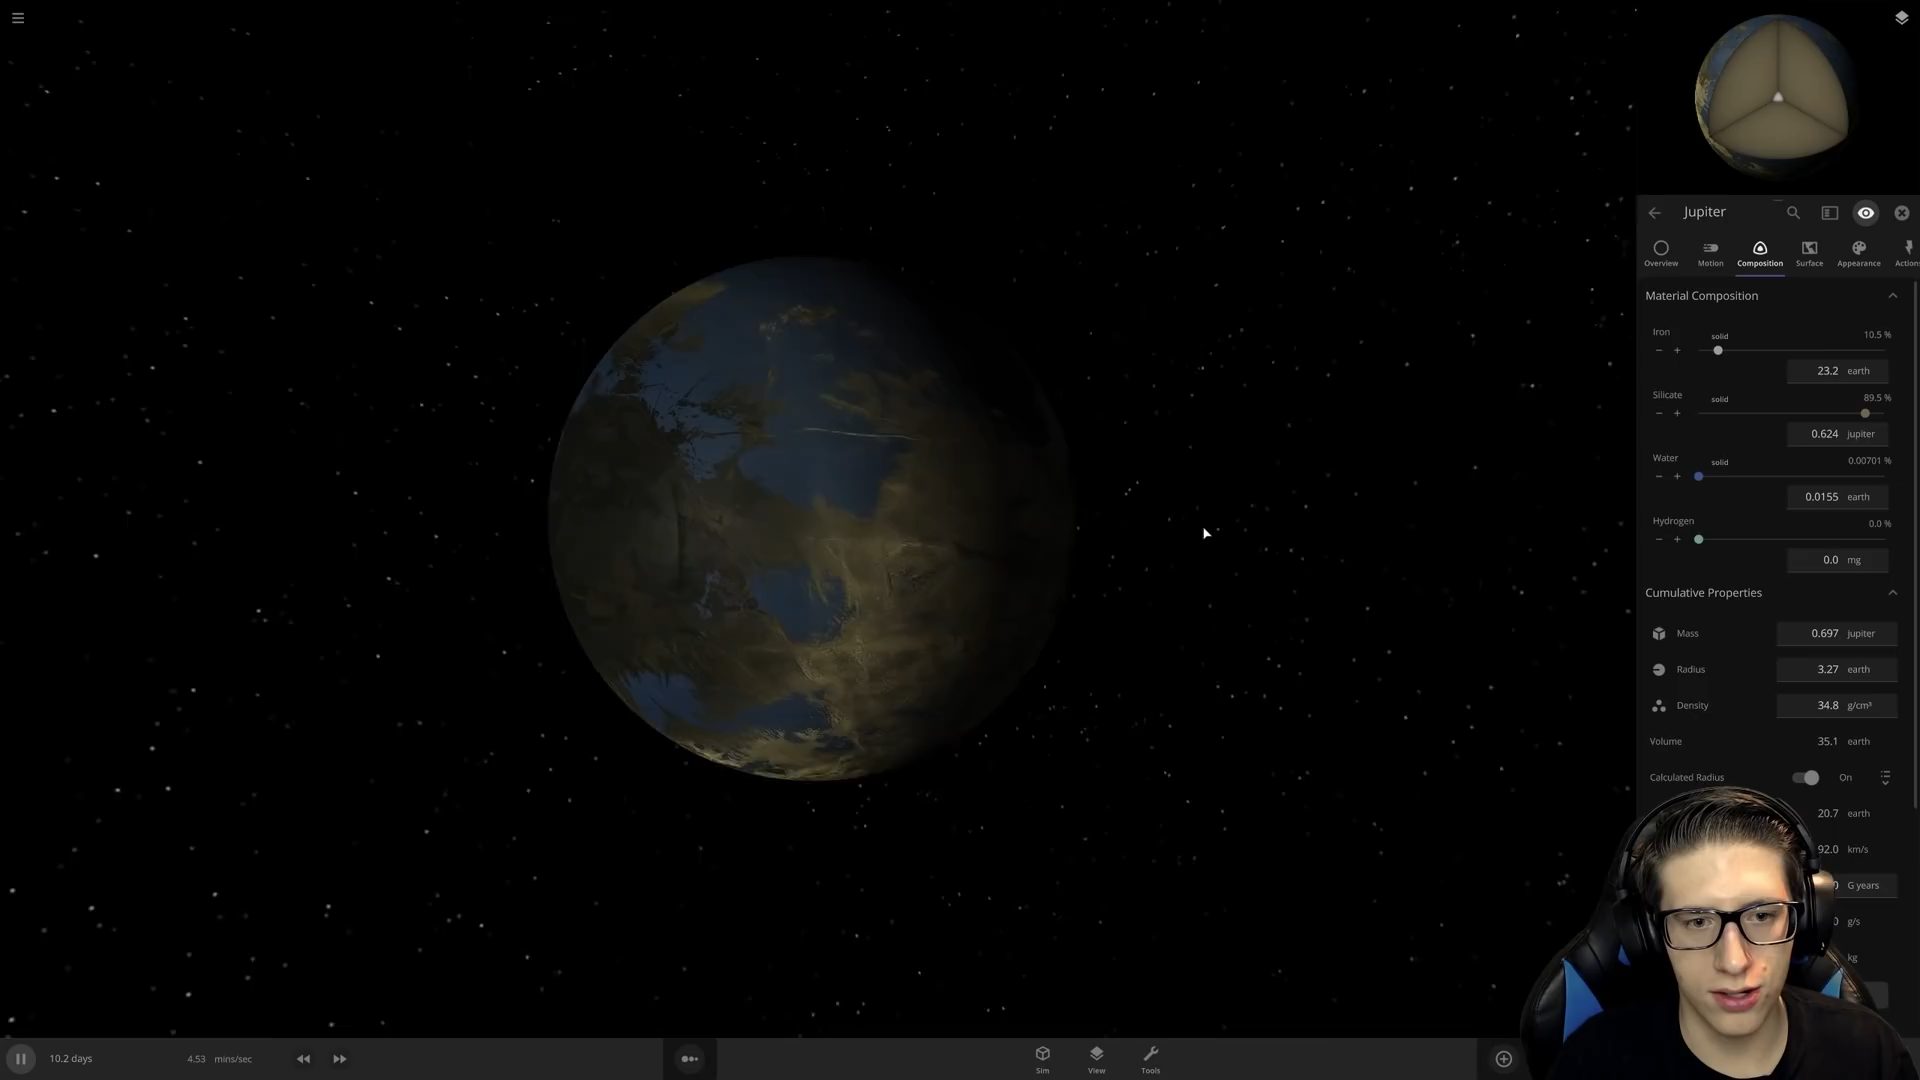 Jupiter
Overview Motion Composition Surface Appearance Action
Material Composition
Iron solid 10.5 %
− +
23.2 earth
Silicate solid 89.5 %
− +
0.624 jupiter
Water solid 0.00701 %
− +
0.0155 earth
Hydrogen 0.0 %
− +
0.0 mg
Cumulative Properties
Mass 0.697 jupiter
Radius 3.27 earth
Density 34.8 g/cm³
Volume 35.1 earth
Calculated Radius On
20.7 earth
92.0 km/s
0 G years
0 g/s
kg
10.2 days 4.53 mins/sec Sim View Tools